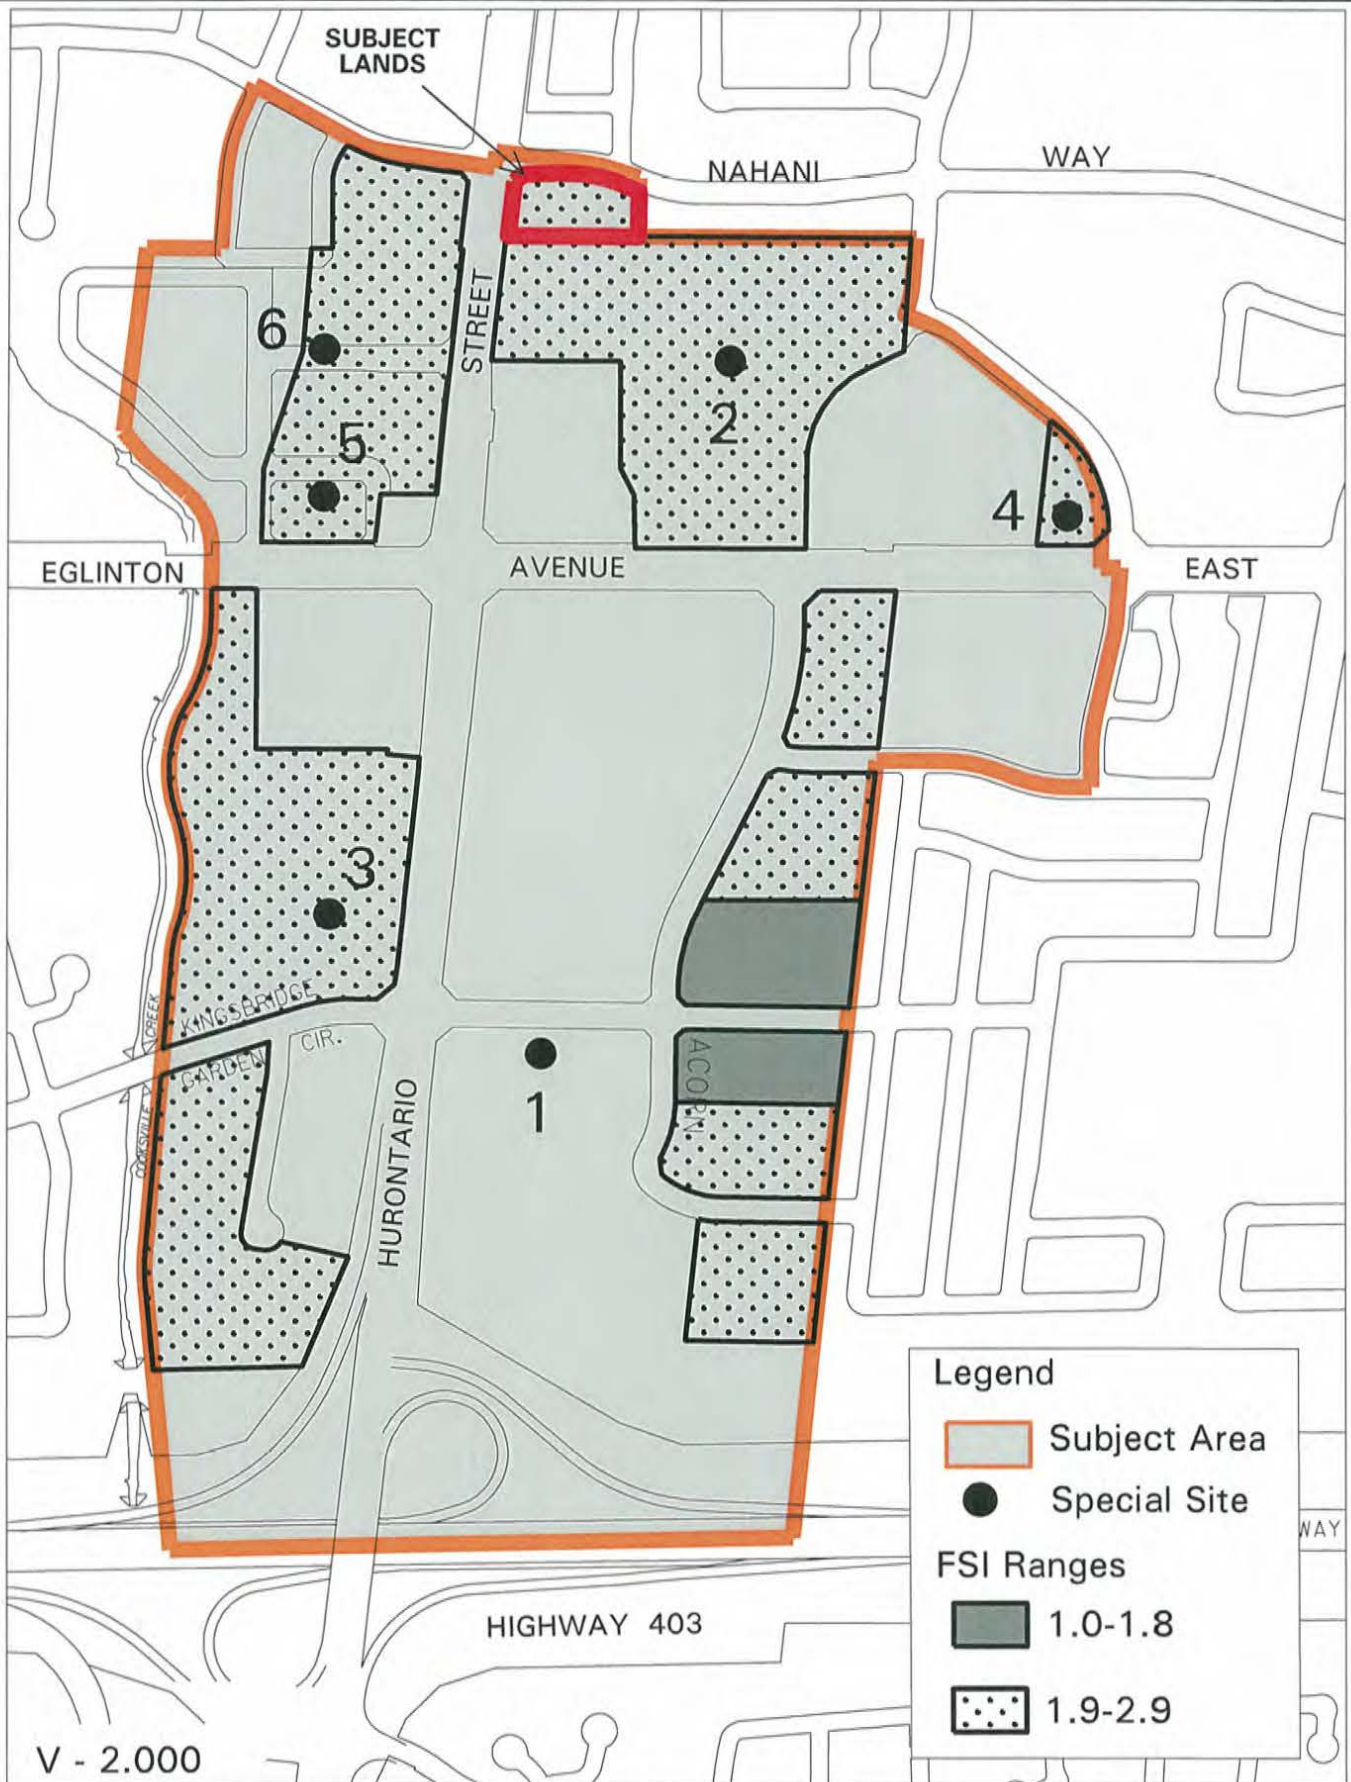 SUBJECT
LANDS
NAHANI
WAY
STREET
6
2
5
4
EGLINTON
AVENUE
EAST
3
CREEK
KINGSBRIDGE
CIR.
GARDEN
COOKSVILLE
ACORN
1
HURONTARIO
Legend
Subject Area
Special Site
FSI Ranges
1.0-1.8
1.9-2.9
WAY
HIGHWAY 403
V - 2.000